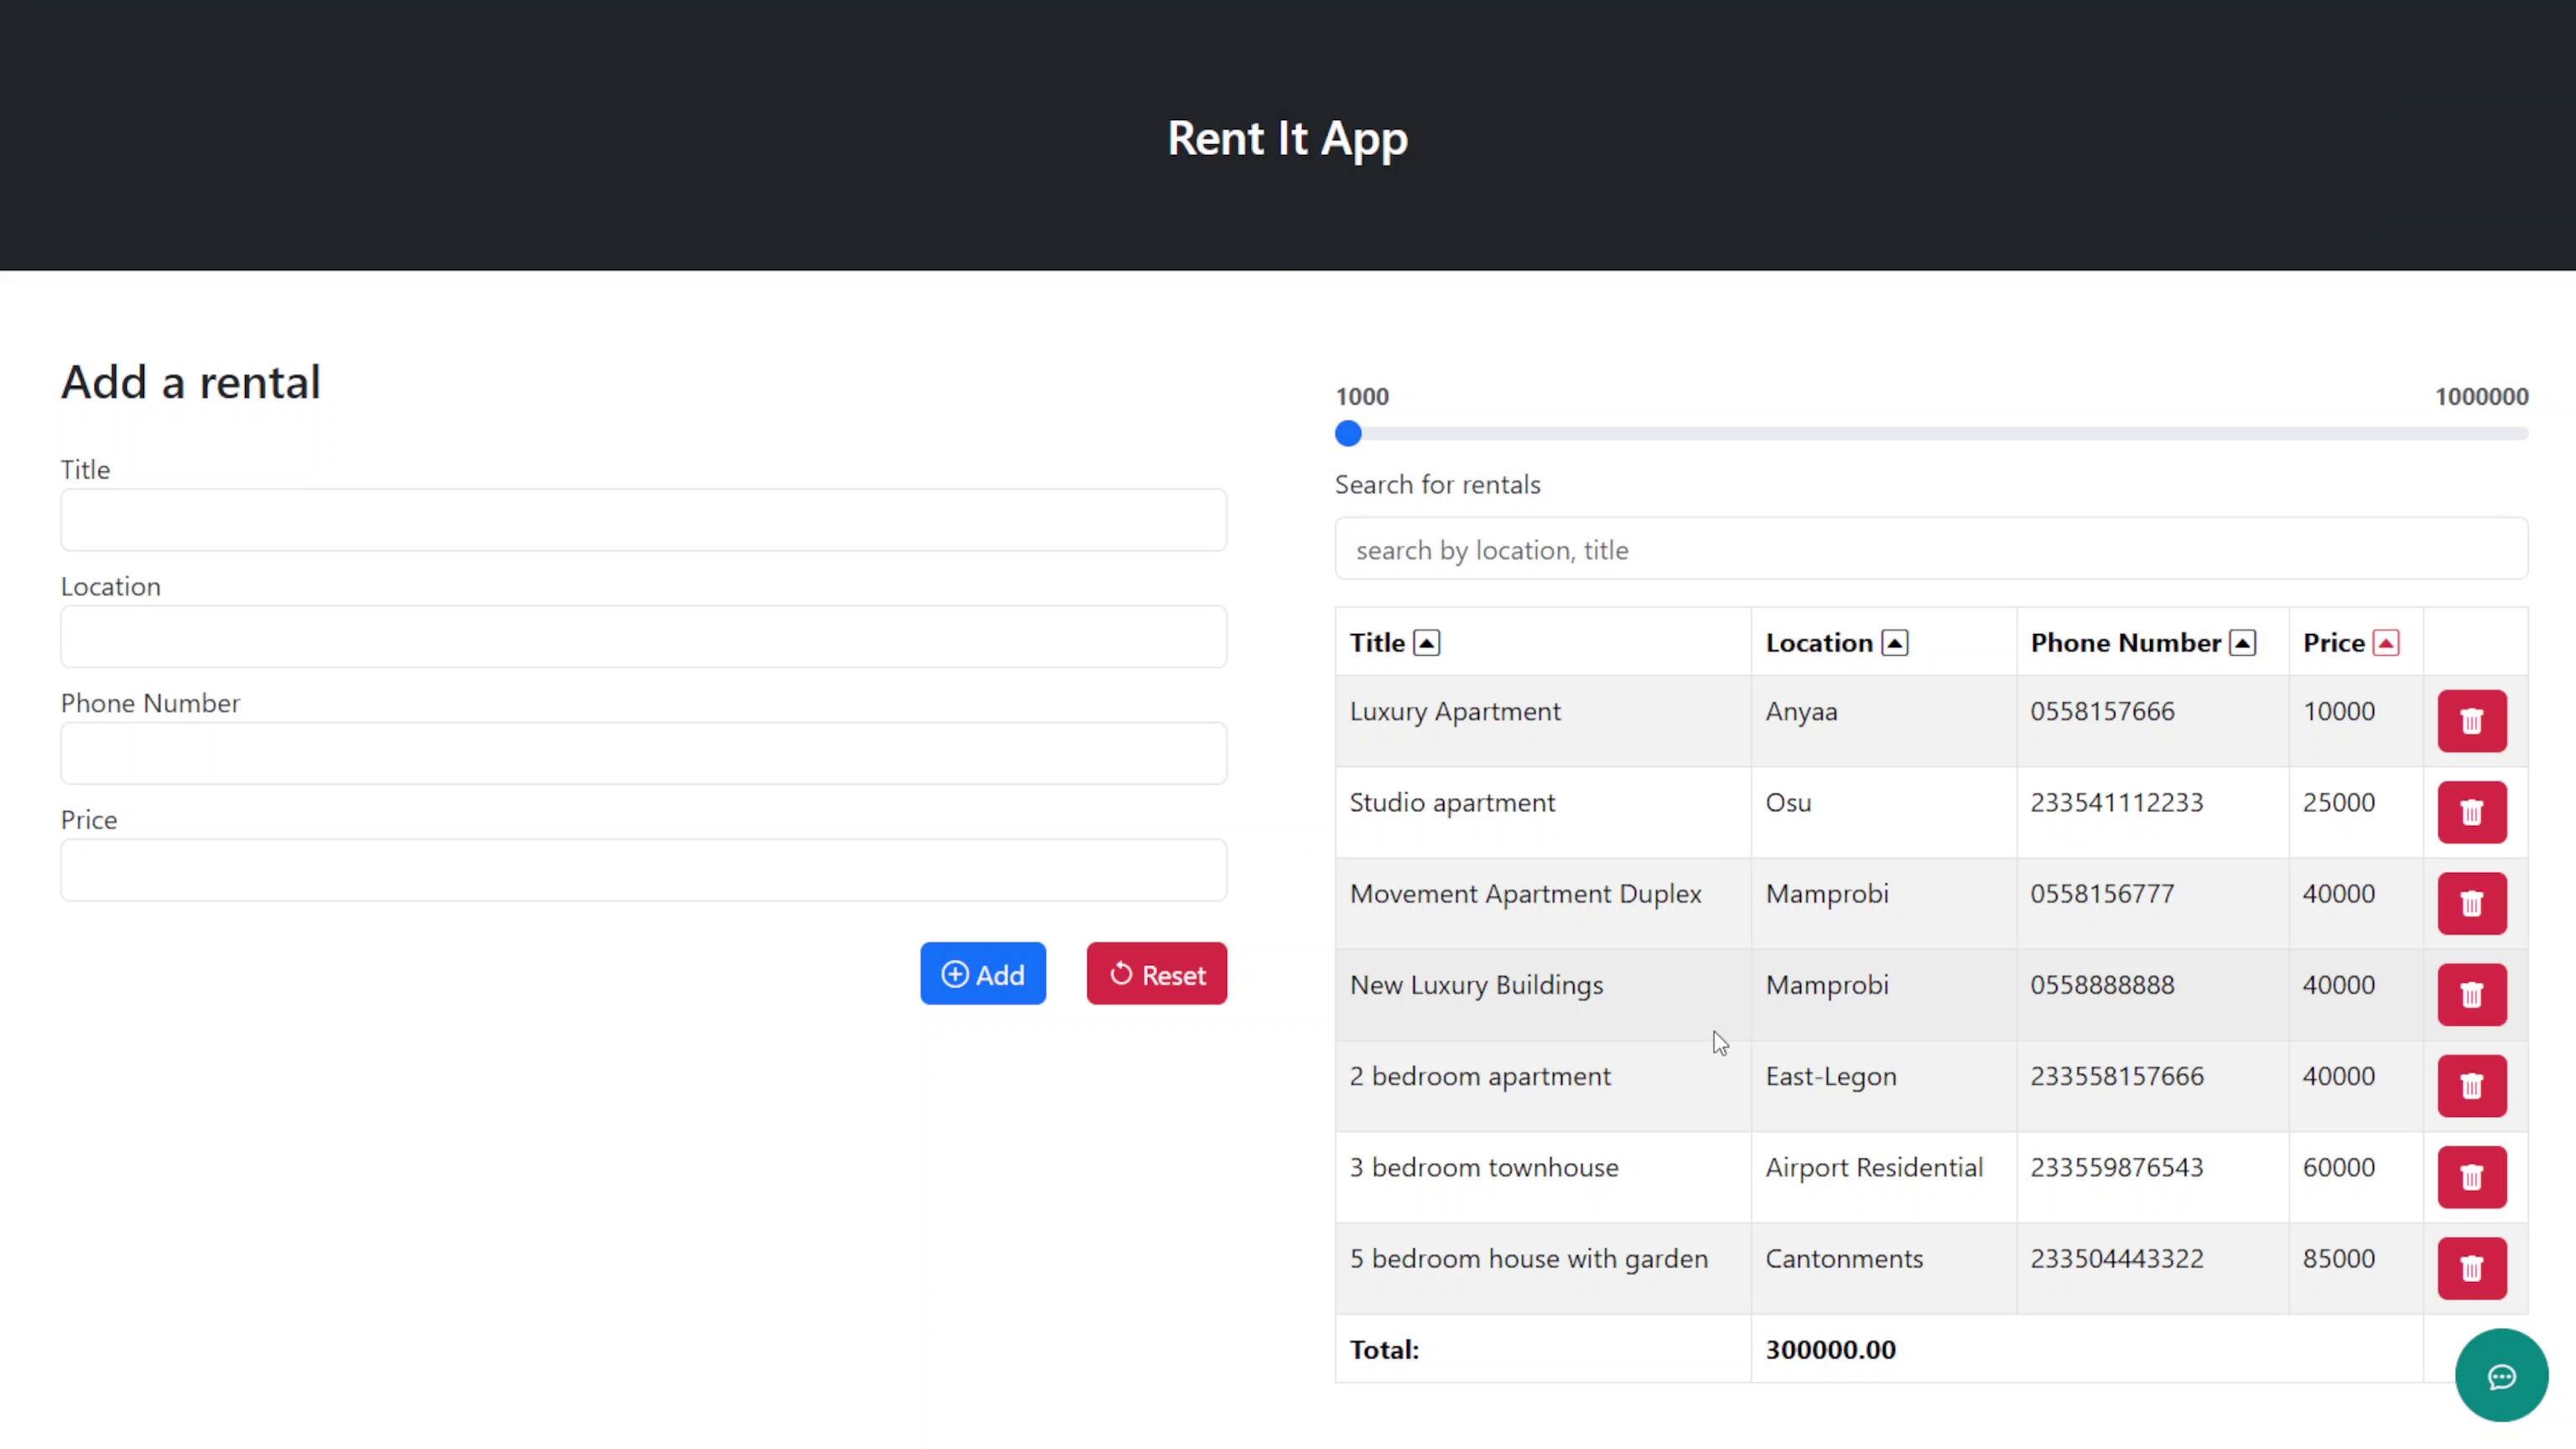 Rent It App
Add a rental
Title
Location
Phone Number
Price
Add Reset
1000 1000000
Search for rentals
search by location, title
Title Location Phone Number Price
Luxury Apartment Anyaa 0558157666 10000
Studio apartment Osu 233541112233 25000
Movement Apartment Duplex Mamprobi 0558156777 40000
New Luxury Buildings Mamprobi 0558888888 40000
2 bedroom apartment East-Legon 233558157666 40000
3 bedroom townhouse Airport Residential 233559876543 60000
5 bedroom house with garden Cantonments 233504443322 85000
Total: 300000.00